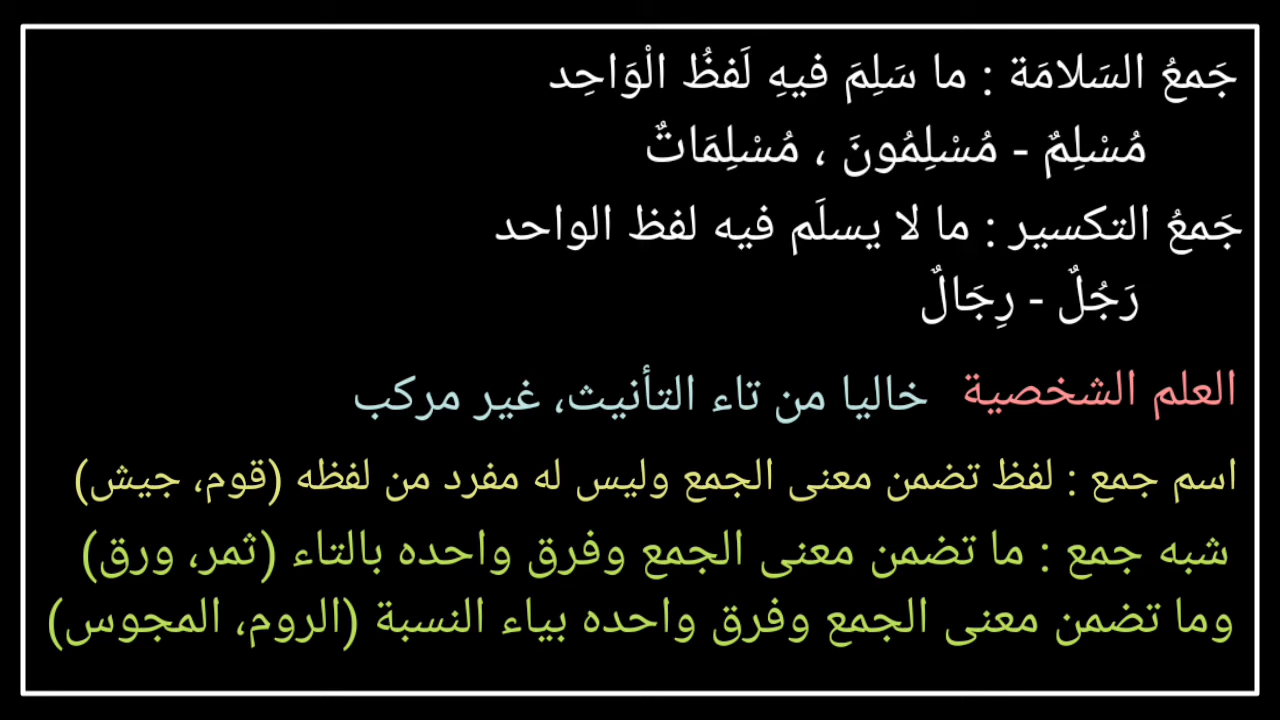 جَمعُ السَلامَة : ما سَلِمَ فيهِ لَفظُ الْوَاحِد
مُسْلِمٌ - مُسْلِمُونَ ، مُسْلِمَاتٌ
جَمعُ التكسير : ما لا يسلَم فيه لفظ الواحد
رَجُلٌ - رِجَالٌ
العلم الشخصية خاليا من تاء التأنيث، غير مركب
اسم جمع : لفظ تضمن معنى الجمع وليس له مفرد من لفظه (قوم، جيش)
شبه جمع : ما تضمن معنى الجمع وفرق واحده بالتاء (ثمر، ورق)
وما تضمن معنى الجمع وفرق واحده بياء النسبة (الروم، المجوس)